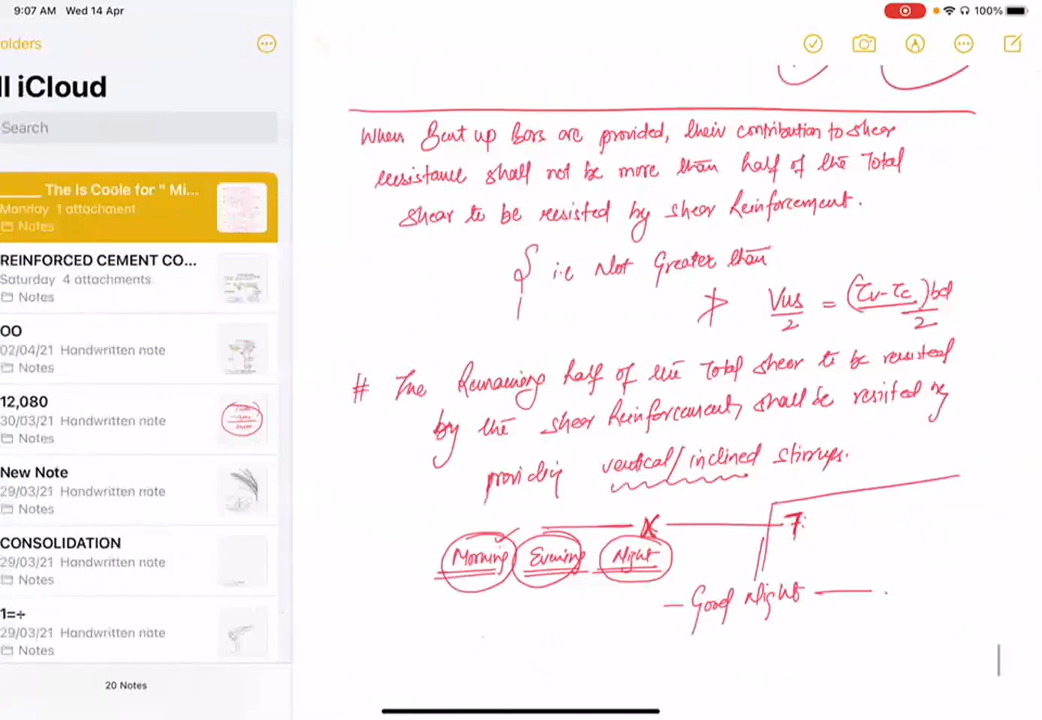 9:07 AM Wed 14 Apr
100%
olders
ll iCloud
Search
The Is Coole for " Mi...
Monday 1 attachment
Notes
REINFORCED CEMENT CO...
Saturday 4 attachments
Notes
OO
02/04/21 Handwritten note
Notes
12,080
30/03/21 Handwritten note
Notes
New Note
29/03/21 Handwritten note
Notes
CONSOLIDATION
29/03/21 Handwritten note
Notes
1=÷
29/03/21 Handwritten note
Notes
20 Notes
When Bent up Bars are provided, their contribution to shear
resistance shall not be more than half of the Total
shear to be resisted by shear Reinforcement.
i.e Not Greater than
≯ Vus/2 = (τv-τc)bd/2
# The Remaining half of the Total shear to be resisted
by the shear Reinforcement, shall be resisted by
providing vertical/inclined stirrups.
x 7:
Morning Evening Night
- Good Night -